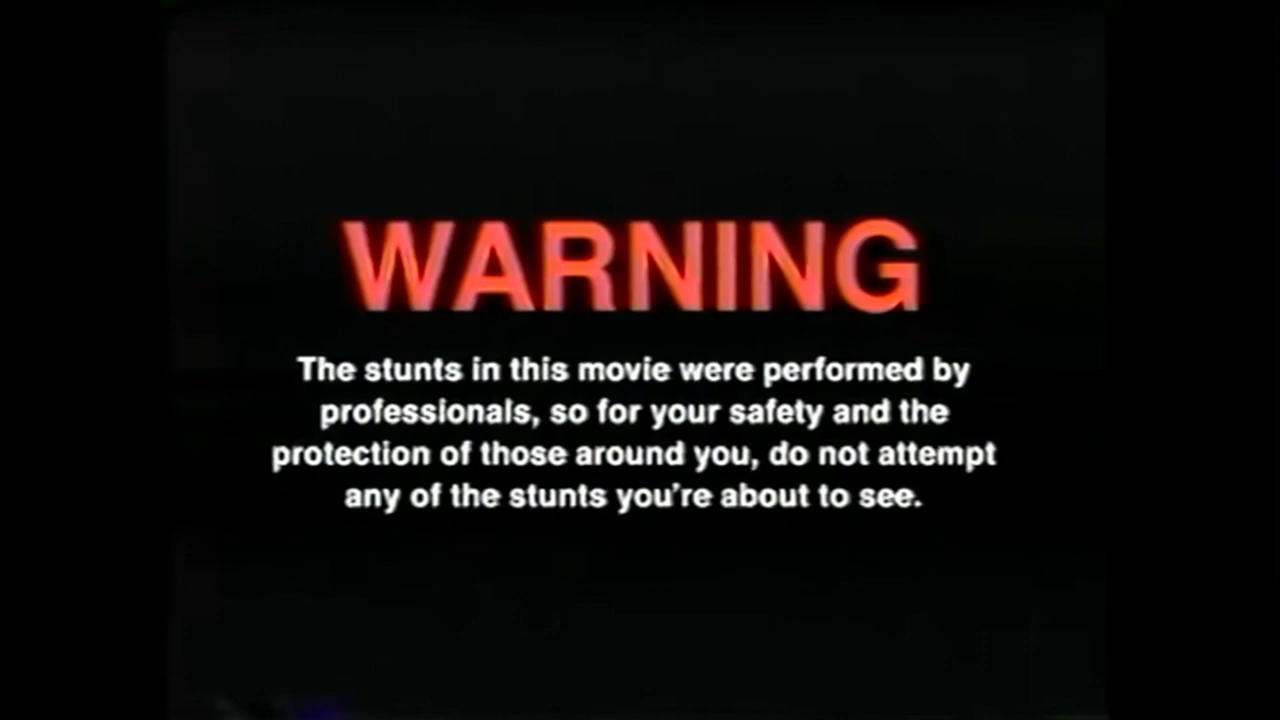 WARNING
The stunts in this movie were performed by
professionals, so for your safety and the
protection of those around you, do not attempt
any of the stunts you're about to see.